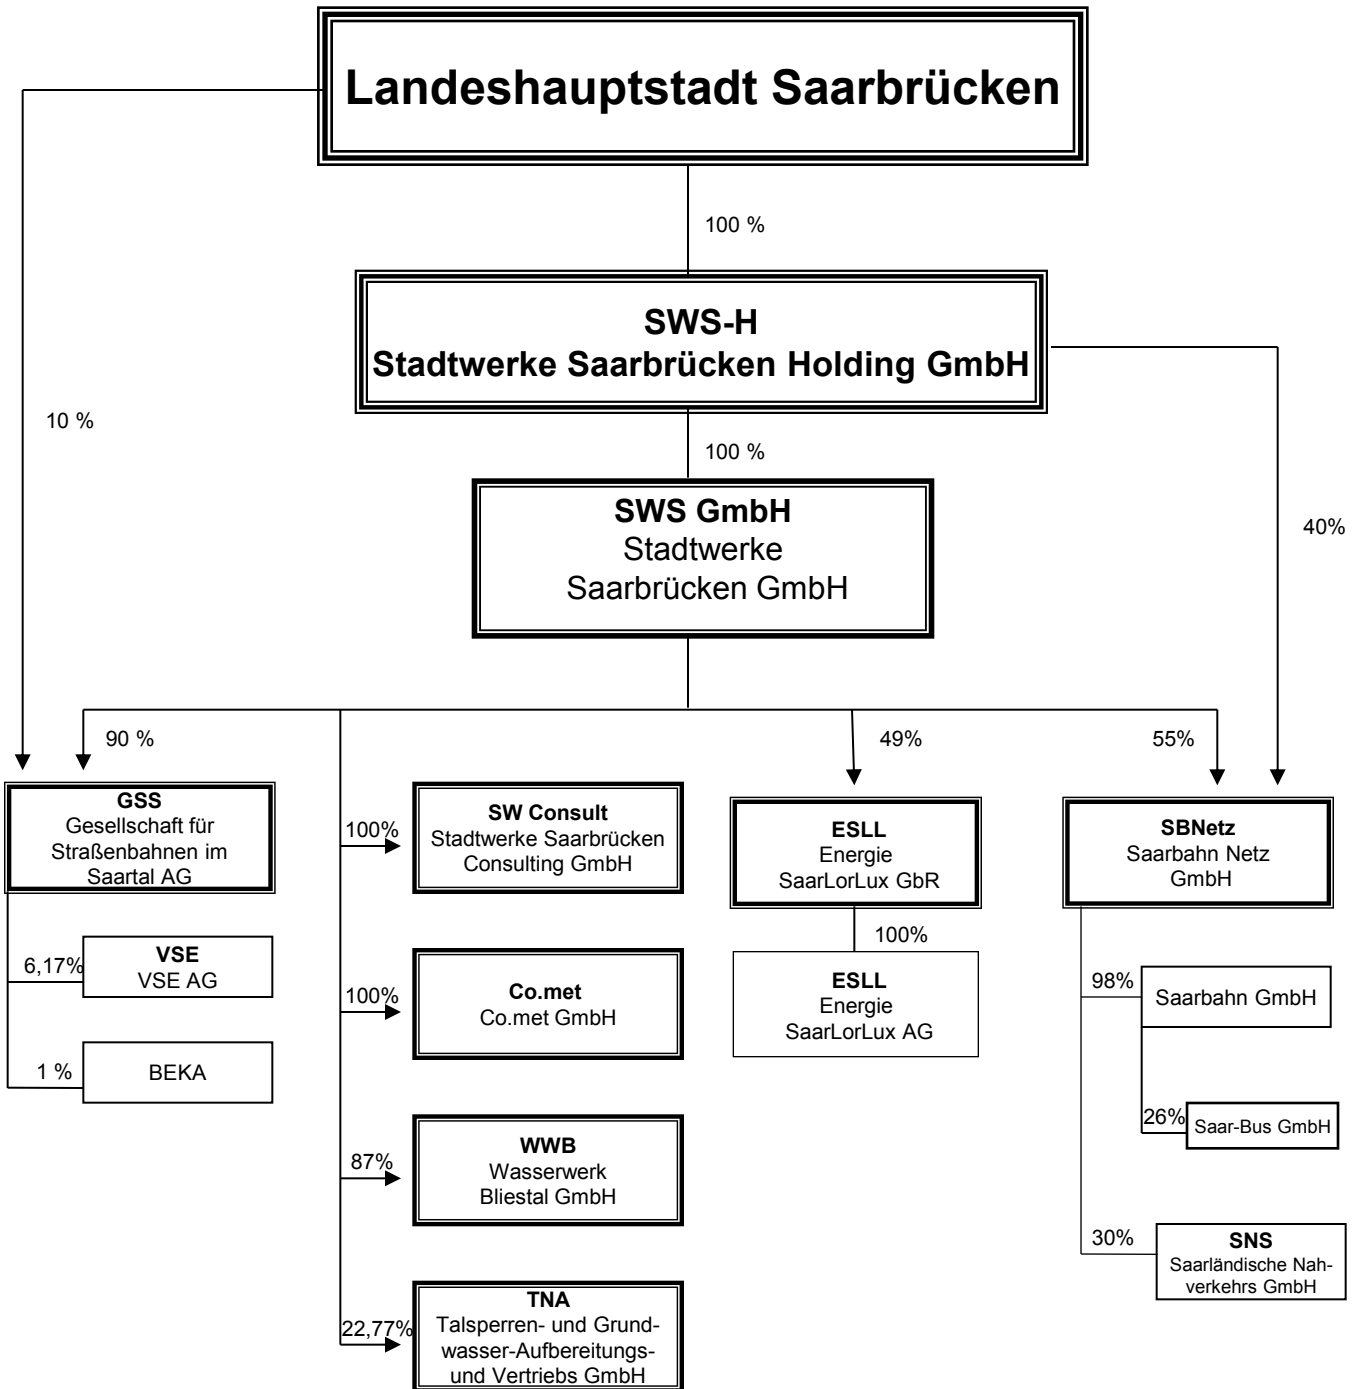 Landeshauptstadt Saarbrücken
100 %
SWS-H
Stadtwerke Saarbrücken Holding GmbH
10 %
100 %
40%
SWS GmbH
Stadtwerke
Saarbrücken GmbH
90 %
49%
55%
GSS
Gesellschaft für
Straßenbahnen im
Saartal AG
6,17%
VSE
VSE AG
1 %
BEKA
100%
SW Consult
Stadtwerke Saarbrücken
Consulting GmbH
100%
Co.met
Co.met GmbH
87%
WWB
Wasserwerk
Bliestal GmbH
22,77%
TNA
Talsperren- und Grund-
wasser-Aufbereitungs-
und Vertriebs GmbH
ESLL
Energie
SaarLorLux GbR
100%
ESLL
Energie
SaarLorLux AG
SBNetz
Saarbahn Netz
GmbH
98%
Saarbahn GmbH
26%
Saar-Bus GmbH
30%
SNS
Saarländische Nah-
verkehrs GmbH